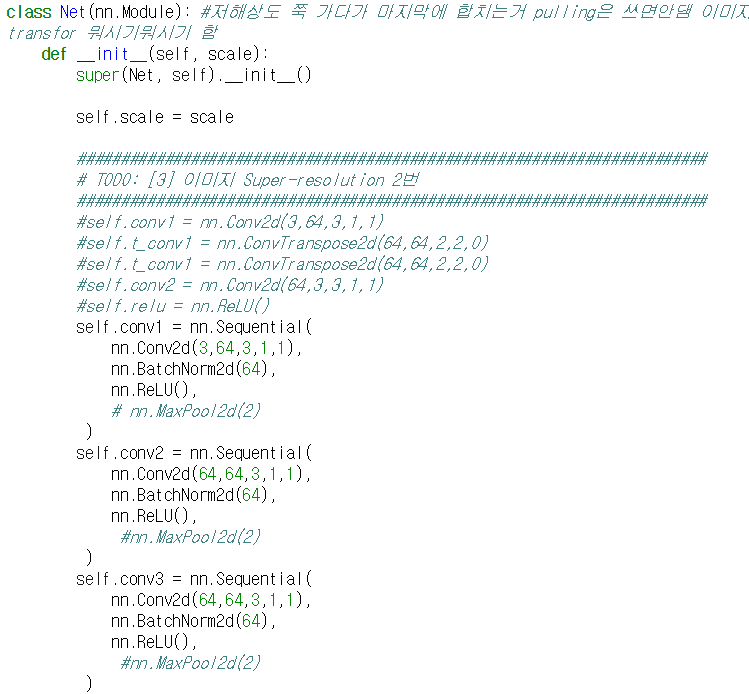 class Net(nn.Module): #저해상도 쭉 가다가 마지막에 합치는거 pulling은 쓰면안댐 이미지
transfor 뭐시기뭐시기 함
    def __init__(self, scale):
        super(Net, self).__init__()
        self.scale = scale
        ########################################################################
        # TODO: [3] 이미지 Super-resolution 2번
        ########################################################################
        #self.conv1 = nn.Conv2d(3,64,3,1,1)
        #self.t_conv1 = nn.ConvTranspose2d(64,64,2,2,0)
        #self.t_conv1 = nn.ConvTranspose2d(64,64,2,2,0)
        #self.conv2 = nn.Conv2d(64,3,3,1,1)
        #self.relu = nn.ReLU()
        self.conv1 = nn.Sequential(
            nn.Conv2d(3,64,3,1,1),
            nn.BatchNorm2d(64),
            nn.ReLU(),
            # nn.MaxPool2d(2)
         )
        self.conv2 = nn.Sequential(
            nn.Conv2d(64,64,3,1,1),
            nn.BatchNorm2d(64),
            nn.ReLU(),
             #nn.MaxPool2d(2)
         )
        self.conv3 = nn.Sequential(
            nn.Conv2d(64,64,3,1,1),
            nn.BatchNorm2d(64),
            nn.ReLU(),
             #nn.MaxPool2d(2)
         )